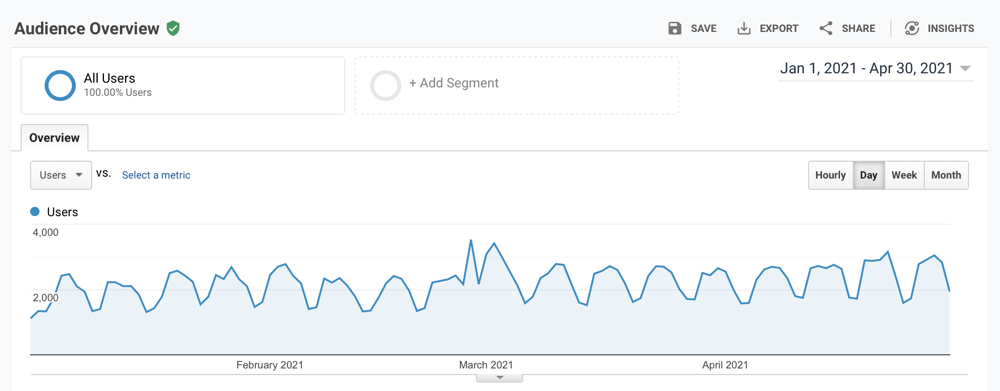 Audience Overview
SAVE
EXPORT
SHARE
INSIGHTS
All Users
100.00% Users
+ Add Segment
Jan 1, 2021 - Apr 30, 2021
Overview
Users
vs.
Select a metric
Hourly
Day
Week
Month
Users
4,000
2,000
February 2021
March 2021
April 2021